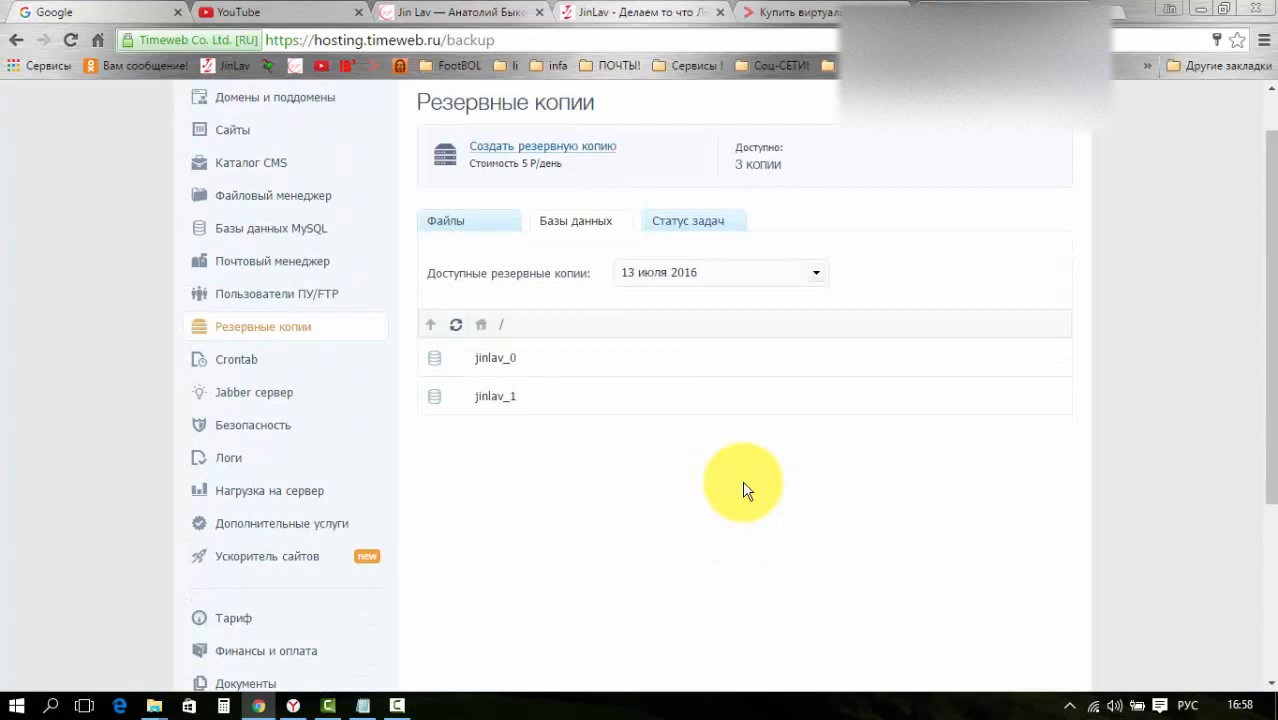 Google
YouTube
Jin Lav — Анатолий Быко
JinLav - Делаем то что Л
Купить виртуаль
Timeweb Co. Ltd. [RU]
https://hosting.timeweb.ru/backup
Сервисы
Вам сообщение!
JinLav
FootBOL
li
infa
ПОЧТЫ!
Сервисы !
Соц-СЕТИ!
»
Другие закладки
Домены и поддомены
Сайты
Каталог CMS
Файловый менеджер
Базы данных MySQL
Почтовый менеджер
Пользователи ПУ/FTP
Резервные копии
Crontab
Jabber сервер
Безопасность
Логи
Нагрузка на сервер
Дополнительные услуги
Ускоритель сайтов new
Тариф
Финансы и оплата
Документы
Резервные копии
Создать резервную копию
Стоимость 5 Р/день
Доступно:
3 копии
Файлы
Базы данных
Статус задач
Доступные резервные копии: 13 июля 2016
/
jinlav_0
jinlav_1
РУС
16:58